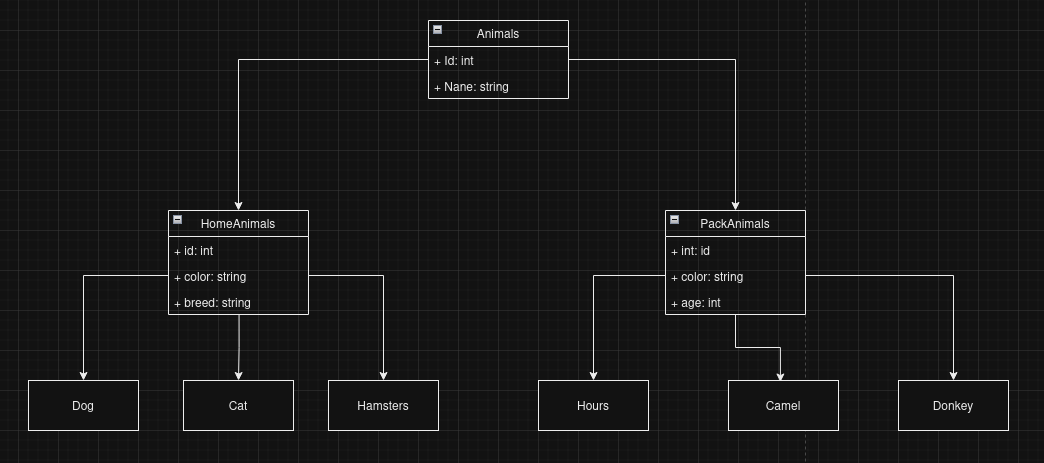 Animals
+ Id: int
+ Nane: string
HomeAnimals
+ id: int
+ color: string
+ breed: string
PackAnimals
+ int: id
+ color: string
+ age: int
Dog
Cat
Hamsters
Hours
Camel
Donkey